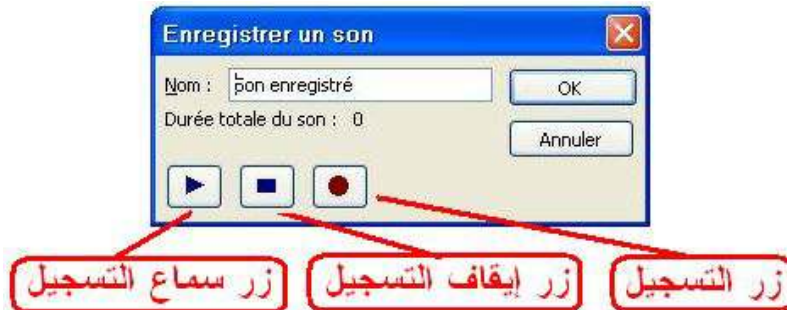 Enregistrer un son
Nom : Son enregistré
OK
Durée totale du son : 0
Annuler
زر التسجيل
زر إيقاف التسجيل
زر سماع التسجيل